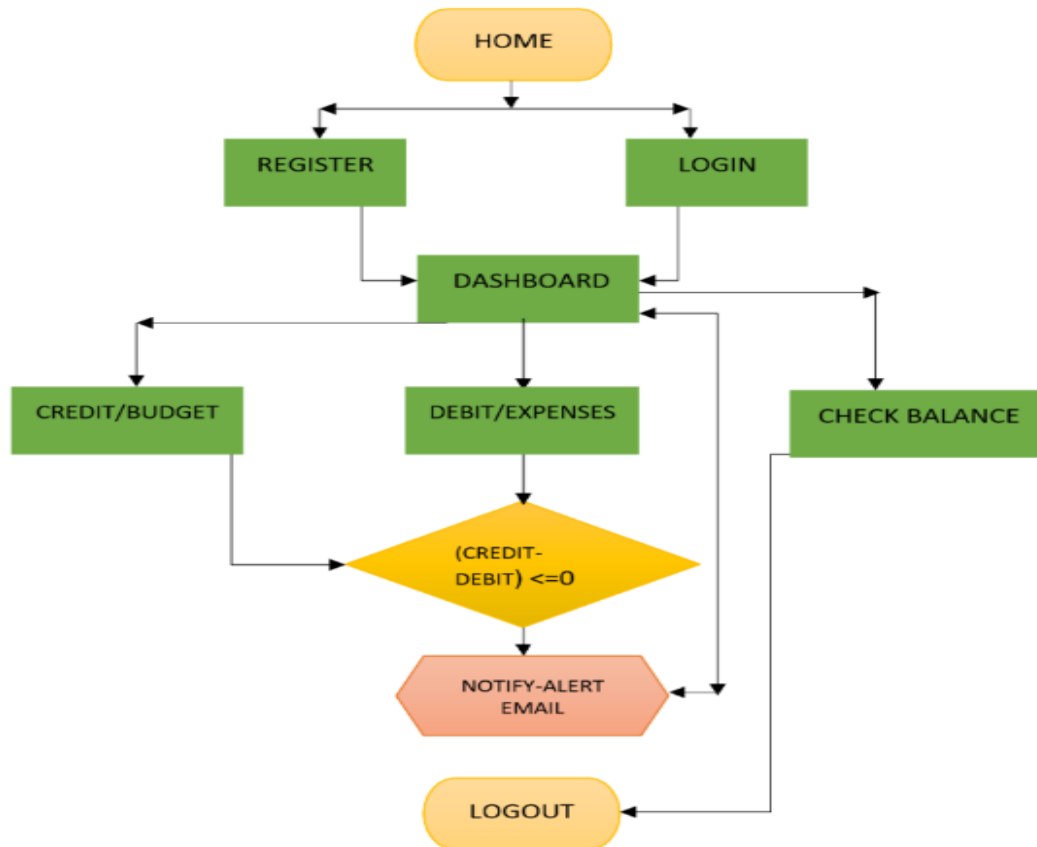 HOME
REGISTER
LOGIN
DASHBOARD
CREDIT/BUDGET
DEBIT/EXPENSES
CHECK BALANCE
(CREDIT-
DEBIT) <=0
NOTIFY-ALERT
EMAIL
LOGOUT